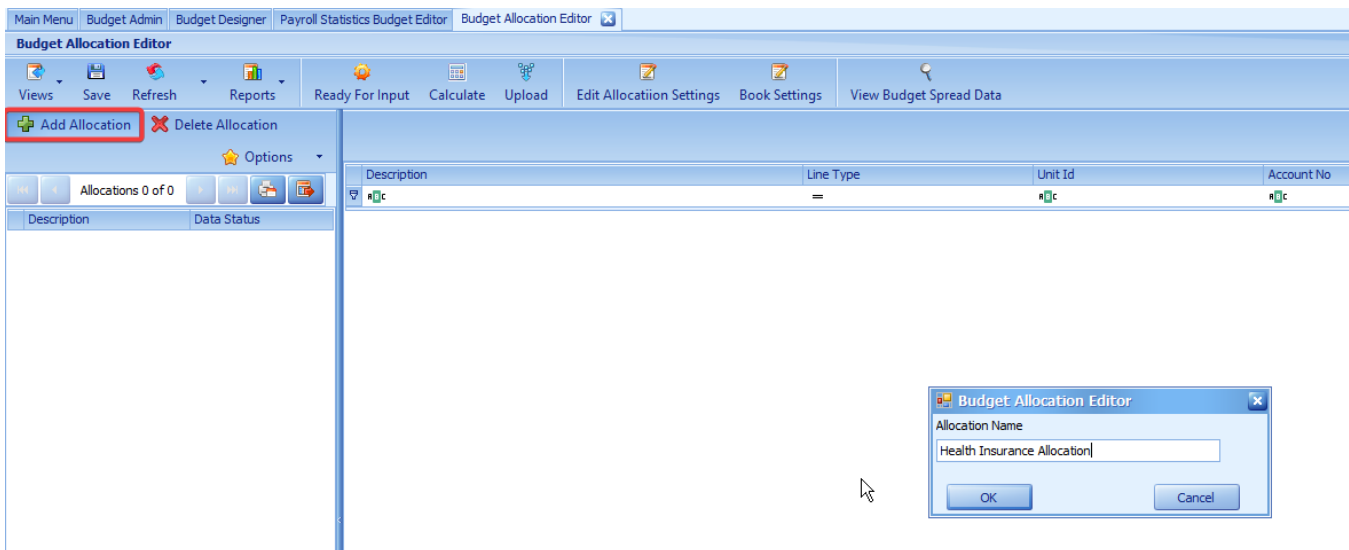 Main Menu Budget Admin Budget Designer Payroll Statistics Budget Editor Budget Allocation Editor
Budget Allocation Editor
Views Save Refresh Reports Ready For Input Calculate Upload Edit Allocatiion Settings Book Settings View Budget Spread Data
Add Allocation Delete Allocation
Options
Allocations 0 of 0
Description Data Status
Description Line Type Unit Id Account No
ABC = ABC ABC
Budget Allocation Editor
Allocation Name
Health Insurance Allocation
OK Cancel